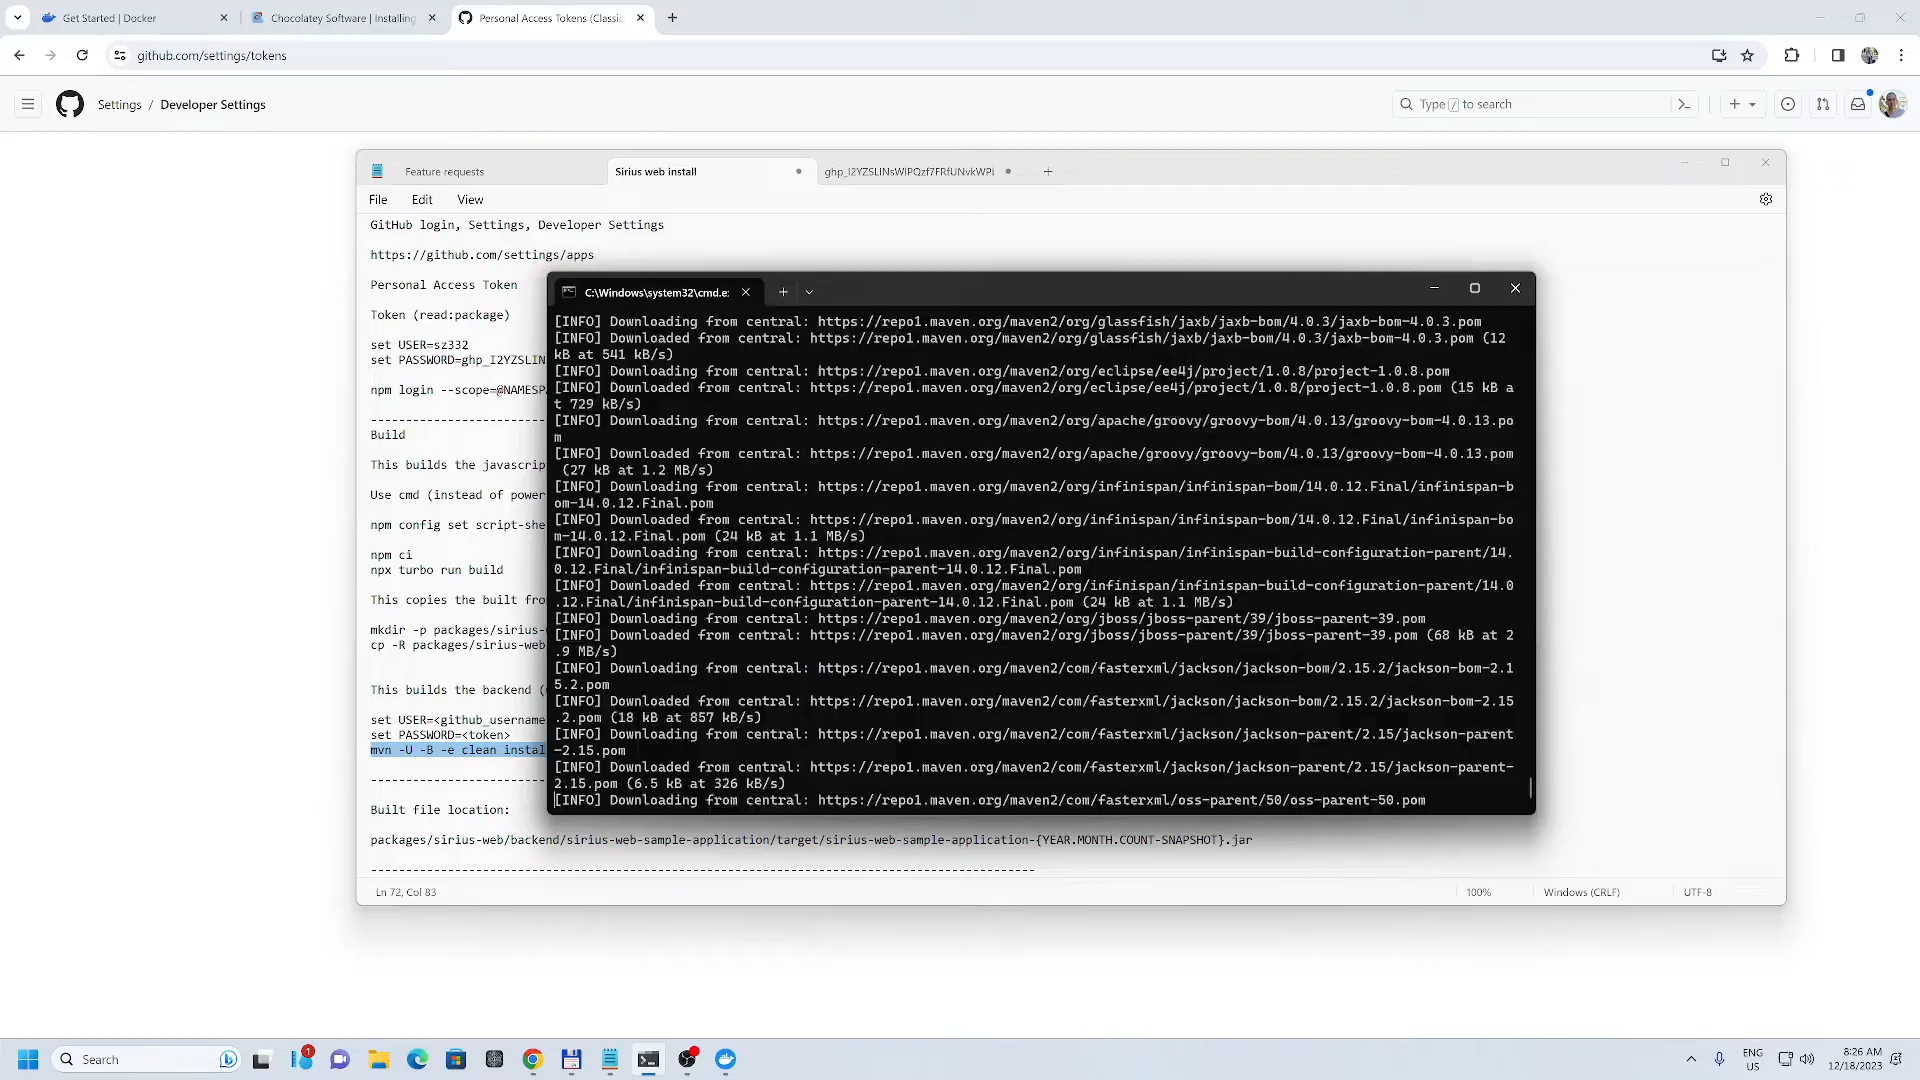 Get Started | Docker
Chocolatey Software | Installing
Personal Access Tokens (Classic
github.com/settings/tokens
Settings / Developer Settings
Type / to search
Feature requests
Sirius web install
File
Edit
View
GitHub login, Settings, Developer Settings
https://github.com/settings/apps
Personal Access Token
Token (read:package)
set USER=sz332
set PASSWORD=ghp_I2YZSLIN
npm login --scope=@NAMESP
Build
This builds the javascrip
Use cmd (instead of power
npm config set script-she
npm ci
npx turbo run build
This copies the built fro
mkdir -p packages/sirius-
cp -R packages/sirius-web
This builds the backend (
set USER=<github_username
set PASSWORD=<token>
mvn -U -B -e clean instal
Built file location:
packages/sirius-web/backend/sirius-web-sample-application/target/sirius-web-sample-application-{YEAR.MONTH.COUNT-SNAPSHOT}.jar
Ln 72, Col 83
100%
Windows (CRLF)
UTF-8
C:\Windows\system32\cmd.e:
[INFO] Downloading from central: https://repo1.maven.org/maven2/org/glassfish/jaxb/jaxb-bom/4.0.3/jaxb-bom-4.0.3.pom
[INFO] Downloaded from central: https://repo1.maven.org/maven2/org/glassfish/jaxb/jaxb-bom/4.0.3/jaxb-bom-4.0.3.pom (12
kB at 541 kB/s)
[INFO] Downloading from central: https://repo1.maven.org/maven2/org/eclipse/ee4j/project/1.0.8/project-1.0.8.pom
[INFO] Downloaded from central: https://repo1.maven.org/maven2/org/eclipse/ee4j/project/1.0.8/project-1.0.8.pom (15 kB a
t 729 kB/s)
[INFO] Downloading from central: https://repo1.maven.org/maven2/org/apache/groovy/groovy-bom/4.0.13/groovy-bom-4.0.13.po
m
[INFO] Downloaded from central: https://repo1.maven.org/maven2/org/apache/groovy/groovy-bom/4.0.13/groovy-bom-4.0.13.pom
(27 kB at 1.2 MB/s)
[INFO] Downloading from central: https://repo1.maven.org/maven2/org/infinispan/infinispan-bom/14.0.12.Final/infinispan-b
om-14.0.12.Final.pom
[INFO] Downloaded from central: https://repo1.maven.org/maven2/org/infinispan/infinispan-bom/14.0.12.Final/infinispan-bo
m-14.0.12.Final.pom (24 kB at 1.1 MB/s)
[INFO] Downloading from central: https://repo1.maven.org/maven2/org/infinispan/infinispan-build-configuration-parent/14.
0.12.Final/infinispan-build-configuration-parent-14.0.12.Final.pom
[INFO] Downloaded from central: https://repo1.maven.org/maven2/org/infinispan/infinispan-build-configuration-parent/14.0
.12.Final/infinispan-build-configuration-parent-14.0.12.Final.pom (24 kB at 1.1 MB/s)
[INFO] Downloading from central: https://repo1.maven.org/maven2/org/jboss/jboss-parent/39/jboss-parent-39.pom
[INFO] Downloaded from central: https://repo1.maven.org/maven2/org/jboss/jboss-parent/39/jboss-parent-39.pom (68 kB at 2
.9 MB/s)
[INFO] Downloading from central: https://repo1.maven.org/maven2/com/fasterxml/jackson/jackson-bom/2.15.2/jackson-bom-2.1
5.2.pom
[INFO] Downloaded from central: https://repo1.maven.org/maven2/com/fasterxml/jackson/jackson-bom/2.15.2/jackson-bom-2.15
.2.pom (18 kB at 857 kB/s)
[INFO] Downloading from central: https://repo1.maven.org/maven2/com/fasterxml/jackson/jackson-parent/2.15/jackson-parent
-2.15.pom
[INFO] Downloaded from central: https://repo1.maven.org/maven2/com/fasterxml/jackson/jackson-parent/2.15/jackson-parent-
2.15.pom (6.5 kB at 326 kB/s)
[INFO] Downloading from central: https://repo1.maven.org/maven2/com/fasterxml/oss-parent/50/oss-parent-50.pom
Search
1
ENG
US
8:26 AM
12/18/2023